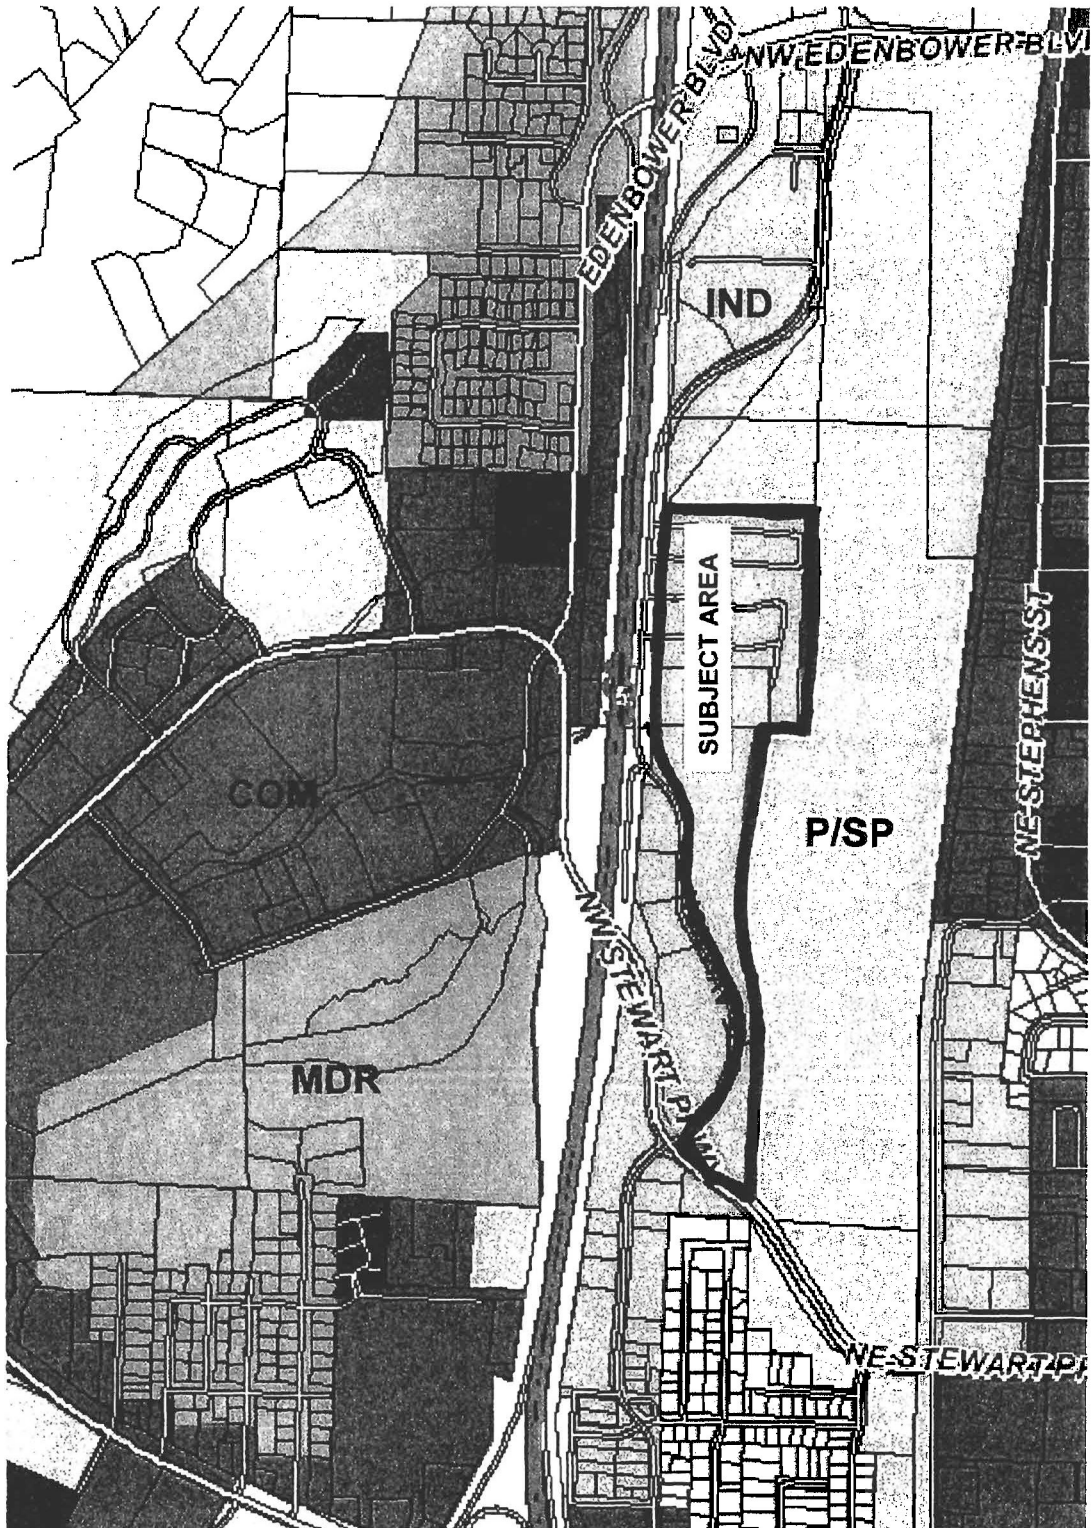 NW EDENBOWER BLVD
EDENBOWER BLVD
IND
SUBJECT AREA
NE STEPHENS ST
COM
P/SP
NW STEWART PKWY
MDR
NE STEWART PK